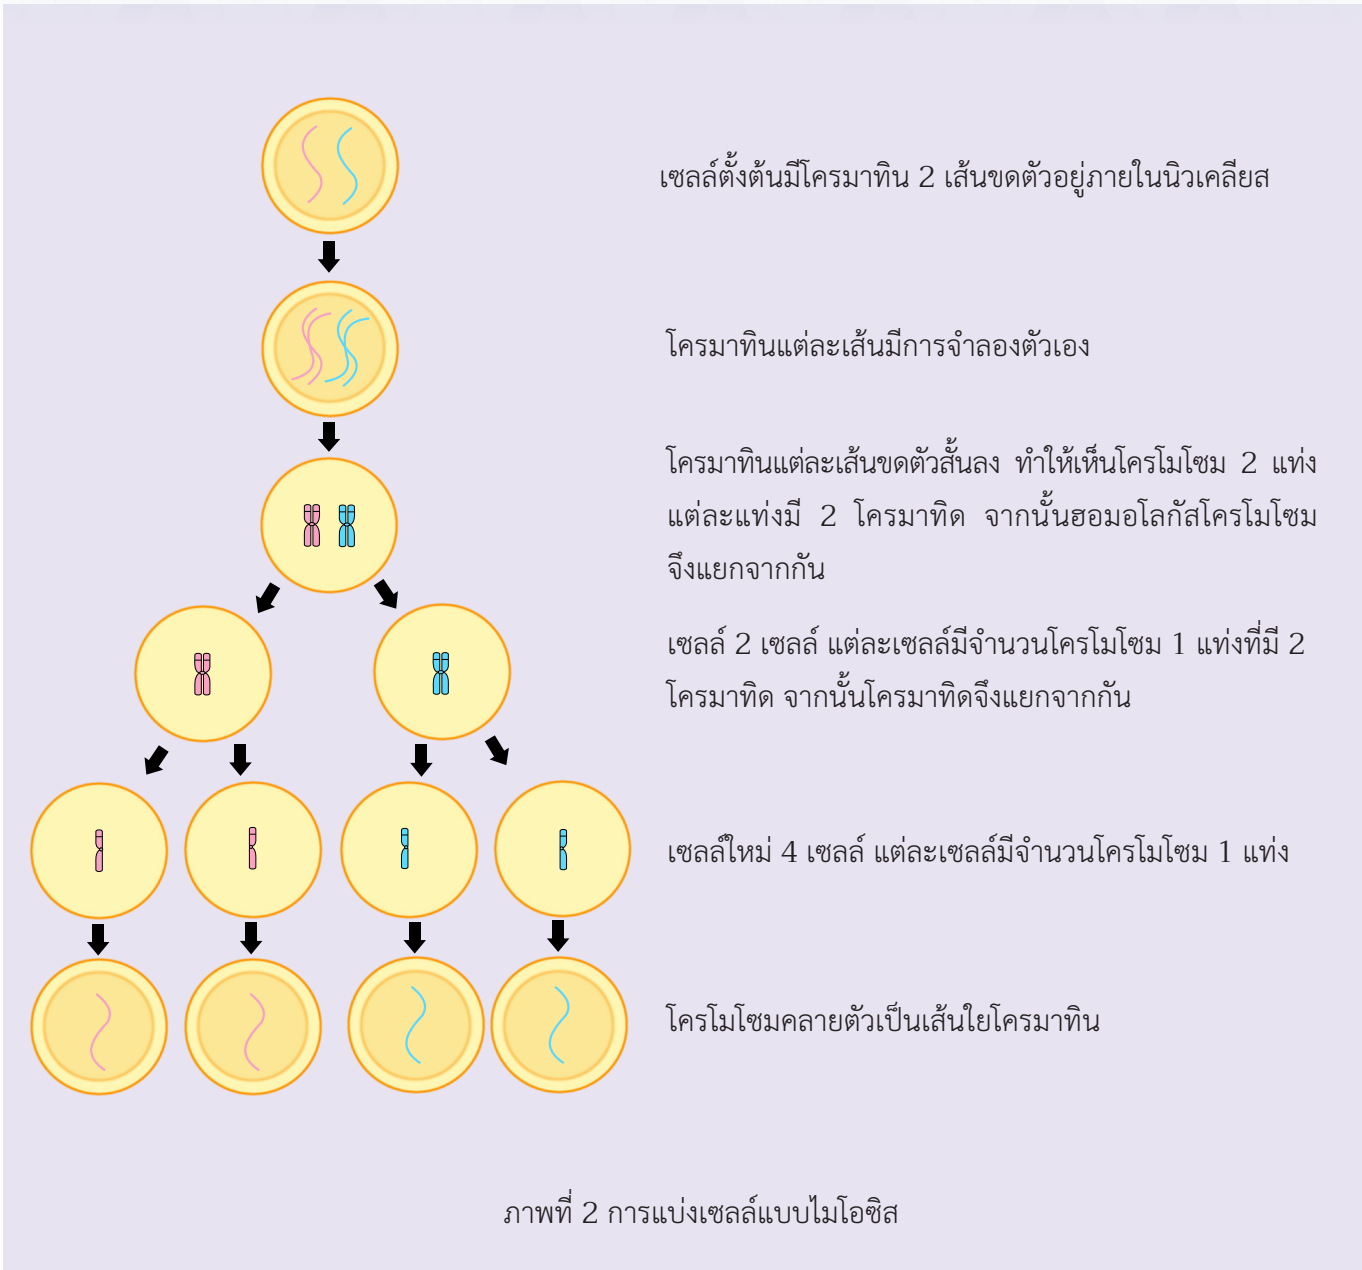 เซลล์ตั้งต้นมีโครมาทิน 2 เส้นขดตัวอยู่ภายในนิวเคลียส
โครมาทินแต่ละเส้นมีการจำลองตัวเอง
โครมาทินแต่ละเส้นขดตัวสั้นลง ทำให้เห็นโครโมโซม 2 แท่ง
แต่ละแท่งมี 2 โครมาทิด จากนั้นฮอมอโลกัสโครโมโซม
จึงแยกจากกัน
เซลล์ 2 เซลล์ แต่ละเซลล์มีจำนวนโครโมโซม 1 แท่งที่มี 2
โครมาทิด จากนั้นโครมาทิดจึงแยกจากกัน
เซลล์ใหม่ 4 เซลล์ แต่ละเซลล์มีจำนวนโครโมโซม 1 แท่ง
โครโมโซมคลายตัวเป็นเส้นใยโครมาทิน
ภาพที่ 2 การแบ่งเซลล์แบบไมโอซิส